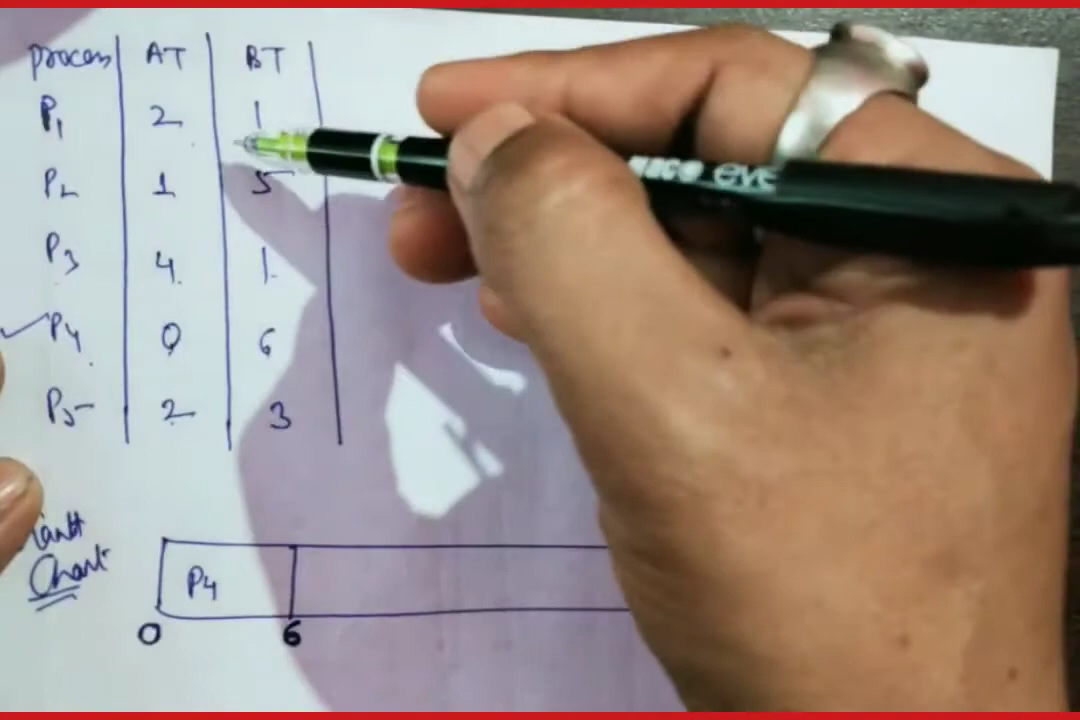 process AT BT
P1 2 1
P2 1 5
P3 4 1
P4 0 6
P5 2 3
Chart
P4
0 6
eye